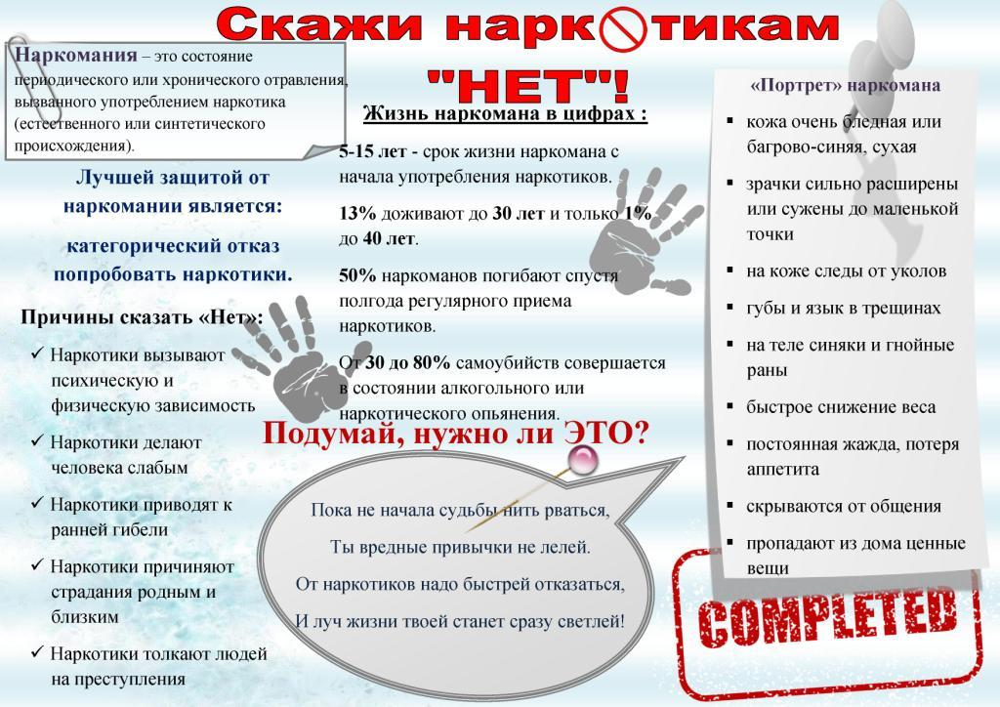 Скажи нарк тикам
"НЕТ"!
Наркомания – это состояние
периодического или хронического отравления,
вызванного употреблением наркотика
(естественного или синтетического
происхождения).
Лучшей защитой от
наркомании является:
категорический отказ
попробовать наркотики.
Причины сказать «Нет»:
Наркотики вызывают
психическую и
физическую зависимость
Наркотики делают
человека слабым
Наркотики приводят к
ранней гибели
Наркотики причиняют
страдания родным и
близким
Наркотики толкают людей
на преступления
Жизнь наркомана в цифрах :
5-15 лет - срок жизни наркомана с
начала употребления наркотиков.
13% доживают до 30 лет и только 1%
до 40 лет.
50% наркоманов погибают спустя
полгода регулярного приема
наркотиков.
От 30 до 80% самоубийств совершается
в состоянии алкогольного или
наркотического опьянения.
Подумай, нужно ли ЭТО?
Пока не начала судьбы нить рваться,
Ты вредные привычки не лелей.
От наркотиков надо быстрей отказаться,
И луч жизни твоей станет сразу светлей!
«Портрет» наркомана
кожа очень бледная или
багрово-синяя, сухая
зрачки сильно расширены
или сужены до маленькой
точки
на коже следы от уколов
губы и язык в трещинах
на теле синяки и гнойные
раны
быстрое снижение веса
постоянная жажда, потеря
аппетита
скрываются от общения
пропадают из дома ценные
вещи
COMPLETED